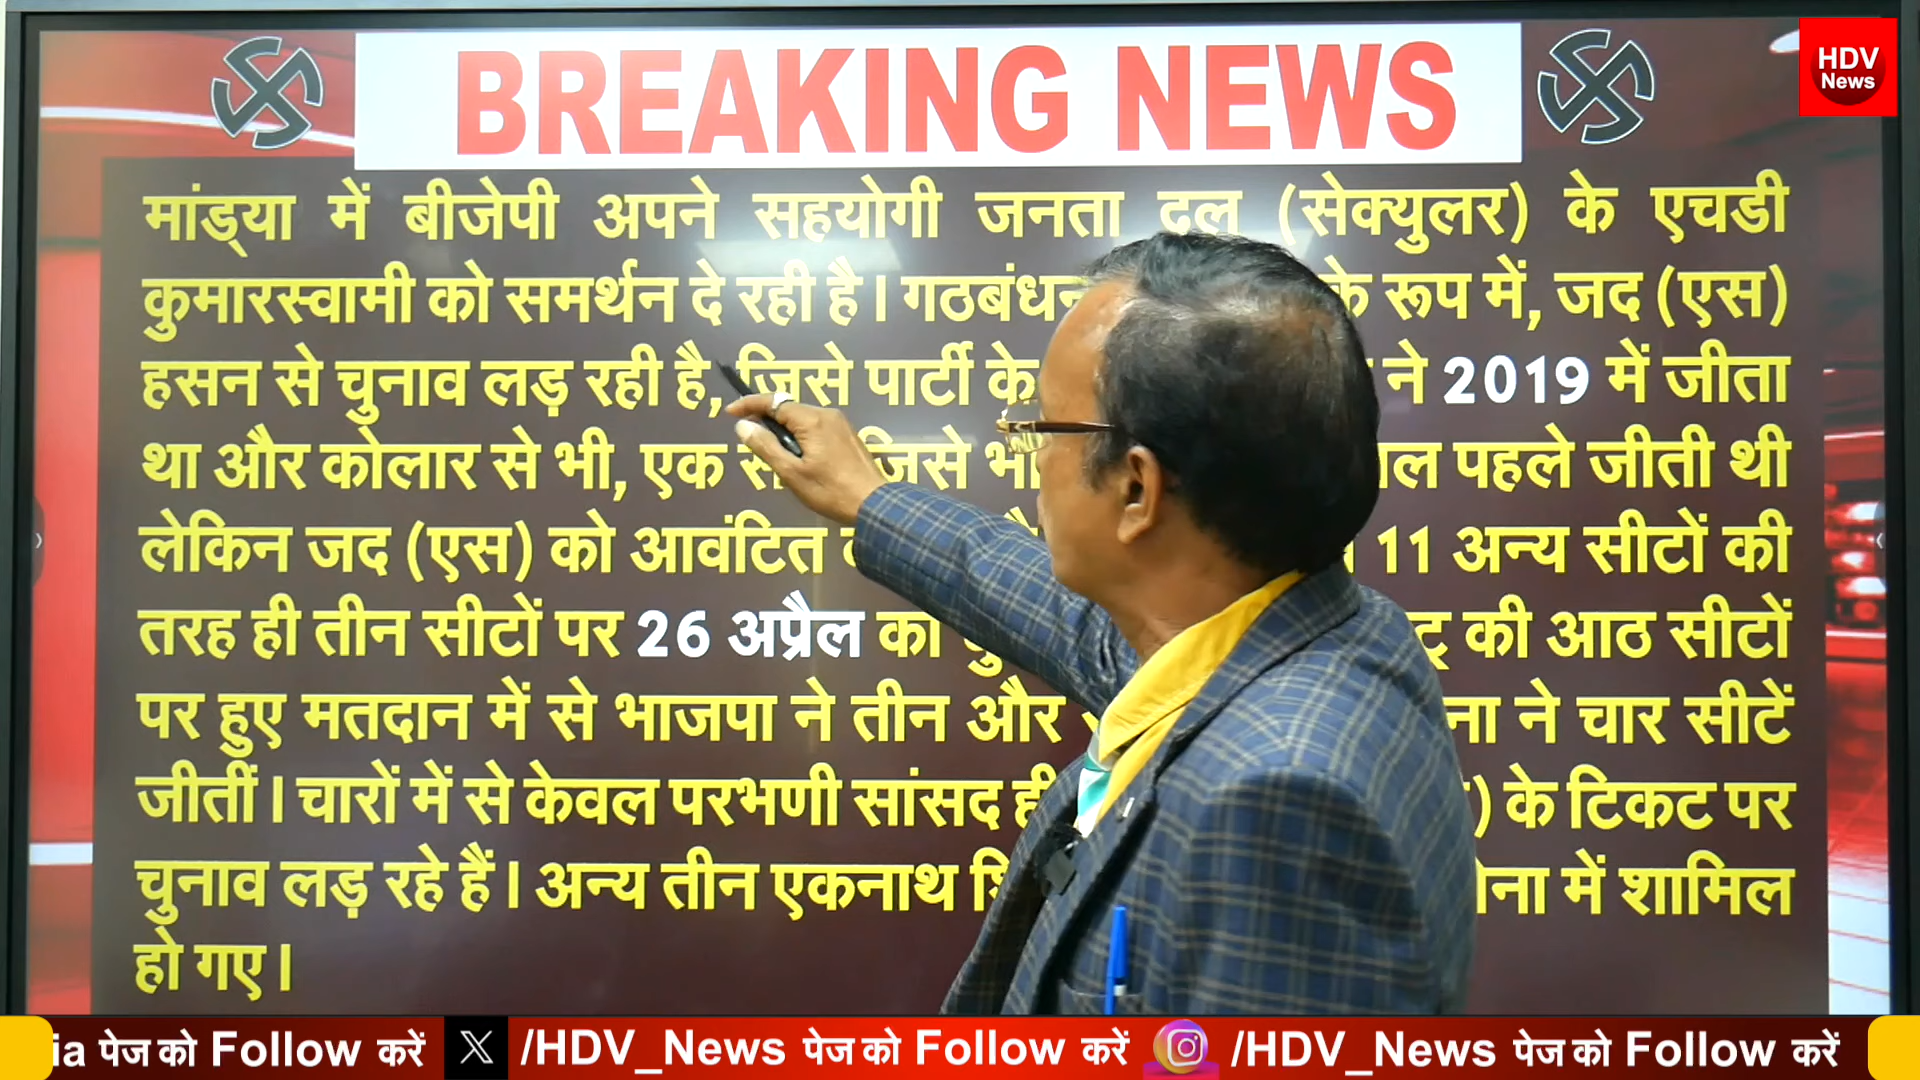 BREAKING NEWS
HDV
News
मांड्या में बीजेपी अपने सहयोगी जनता दल (सेक्युलर) के एचडी
कुमारस्वामी को समर्थन दे रही है। गठबंधन के रूप में, जद (एस)
हसन से चुनाव लड़ रही है, जिसे पार्टी के ने 2019 में जीता
था और कोलार से भी, एक जिसे पहले जीती थी
लेकिन जद (एस) को आवंटित 11 अन्य सीटों की
तरह ही तीन सीटों पर 26 अप्रैल को की आठ सीटों
पर हुए मतदान में से भाजपा ने तीन और ने चार सीटें
जीतीं। चारों में से केवल परभणी सांसद ही के टिकट पर
चुनाव लड़ रहे हैं। अन्य तीन एकनाथ में शामिल
हो गए।
ia पेज को Follow करें X /HDV_News पेज को Follow करें /HDV_News पेज को Follow करें